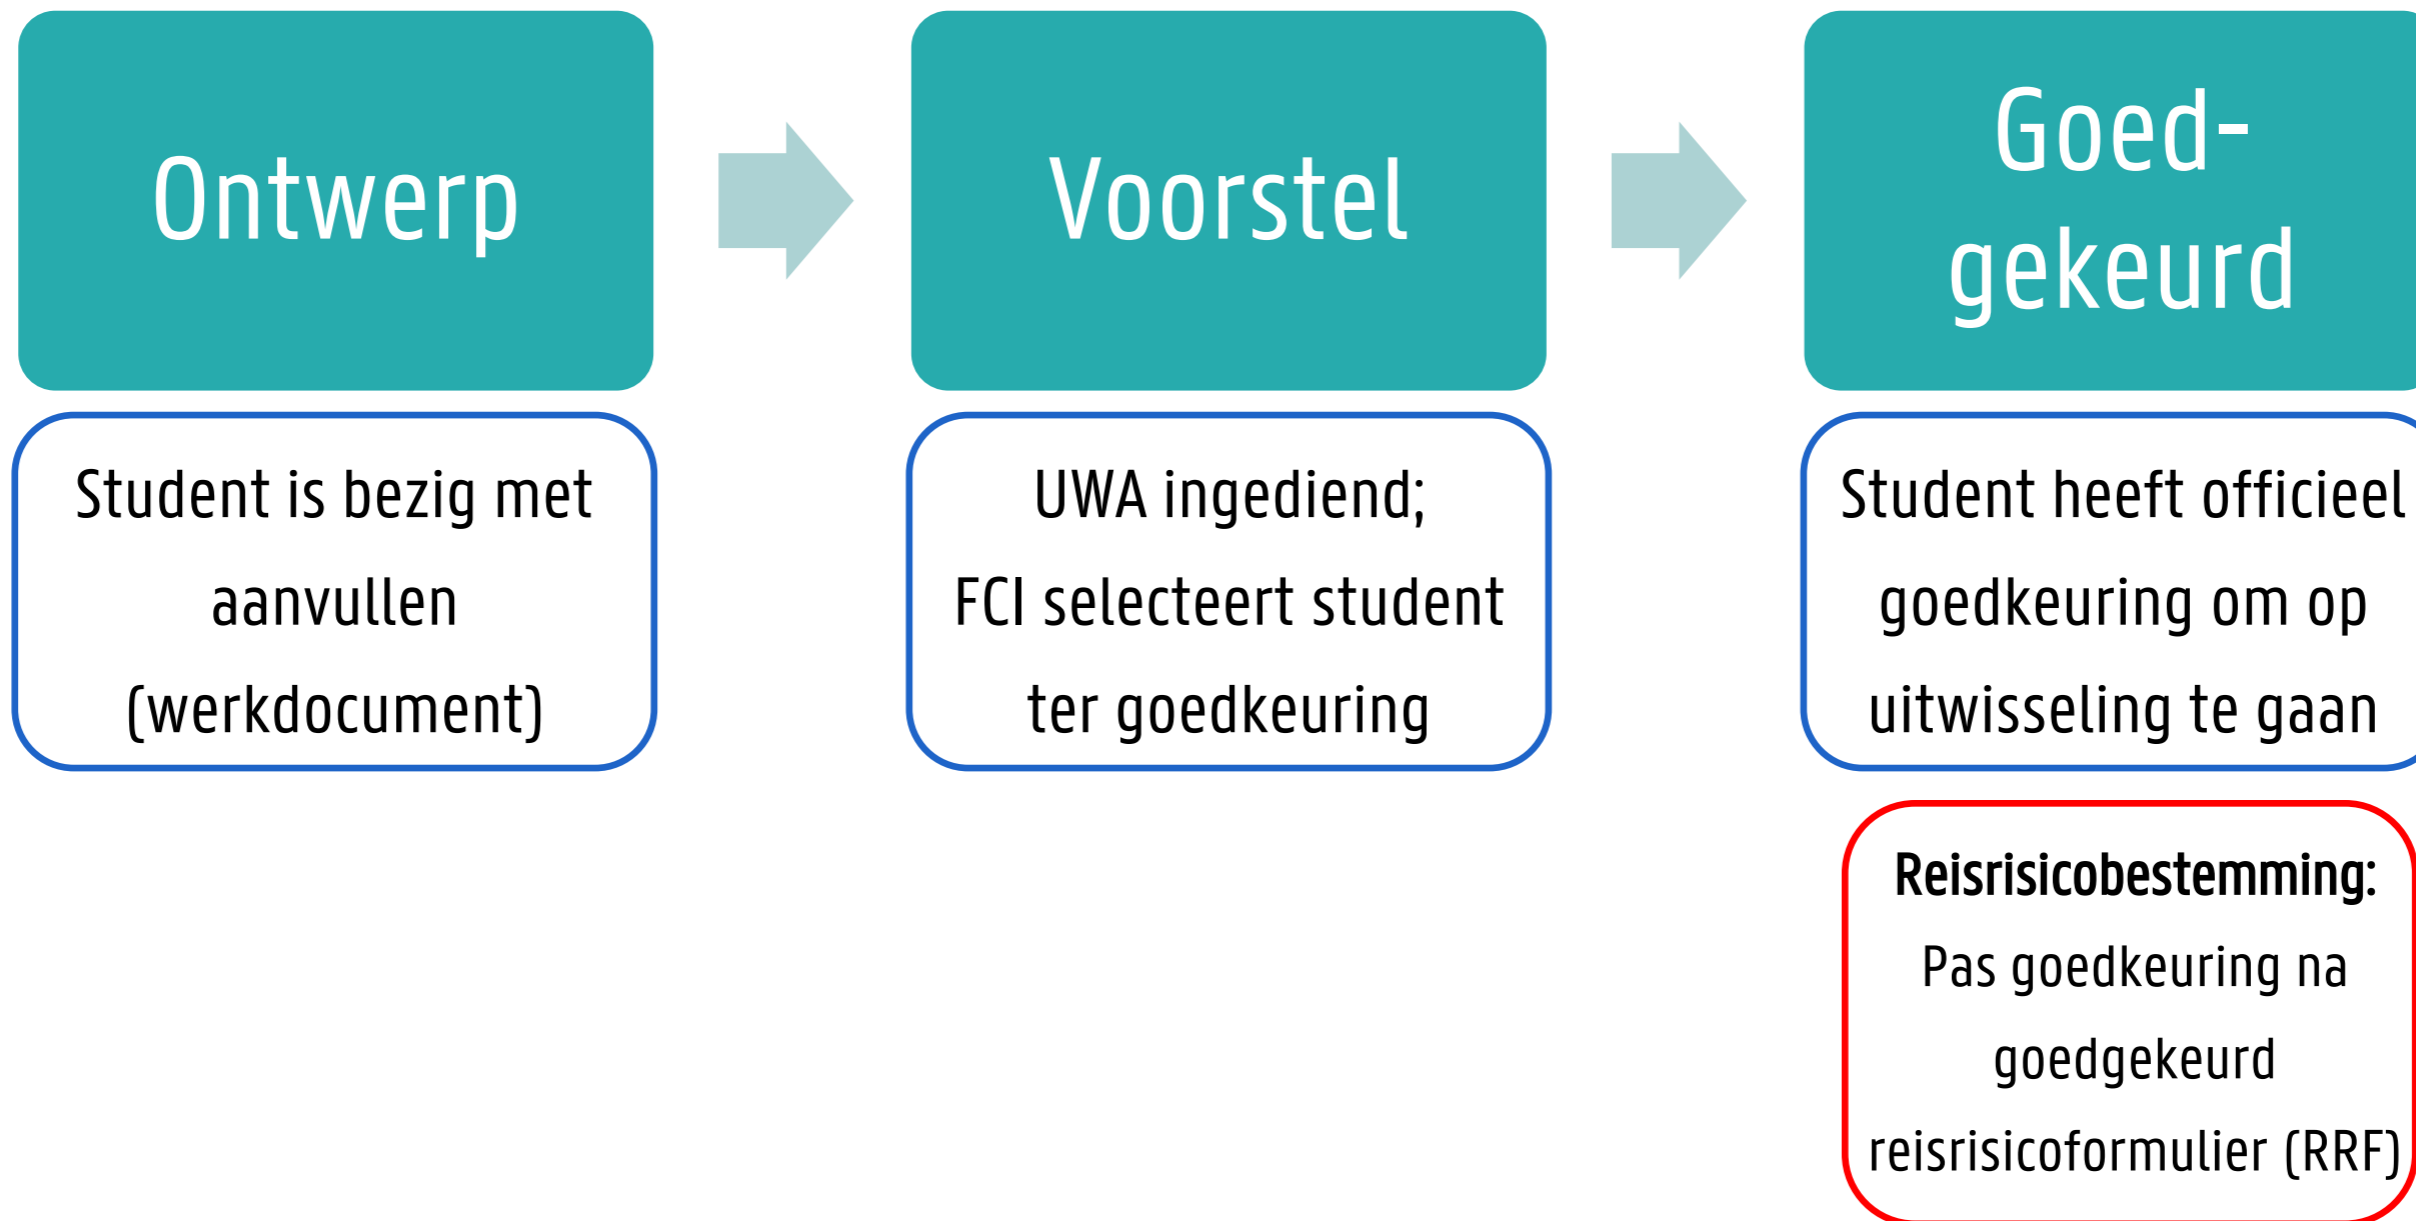 Ontwerp
Voorstel
Goed-
gekeurd
Student is bezig met
aanvullen
(werkdocument)
UWA ingediend;
FCI selecteert student
ter goedkeuring
Student heeft officieel
goedkeuring om op
uitwisseling te gaan
Reisrisicobestemming:
Pas goedkeuring na
goedgekeurd
reisrisicoformulier (RRF)